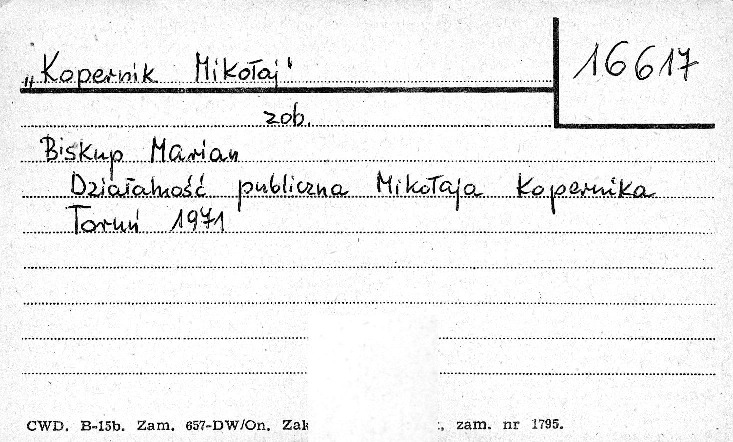 „Kopernik Mikołaj"
16617
zob.
Biskup Marian
Działalność publiczna Mikołaja Kopernika
Toruń 1971
CWD. B-15b. Zam. 657-DW/On. zam. nr 1795.